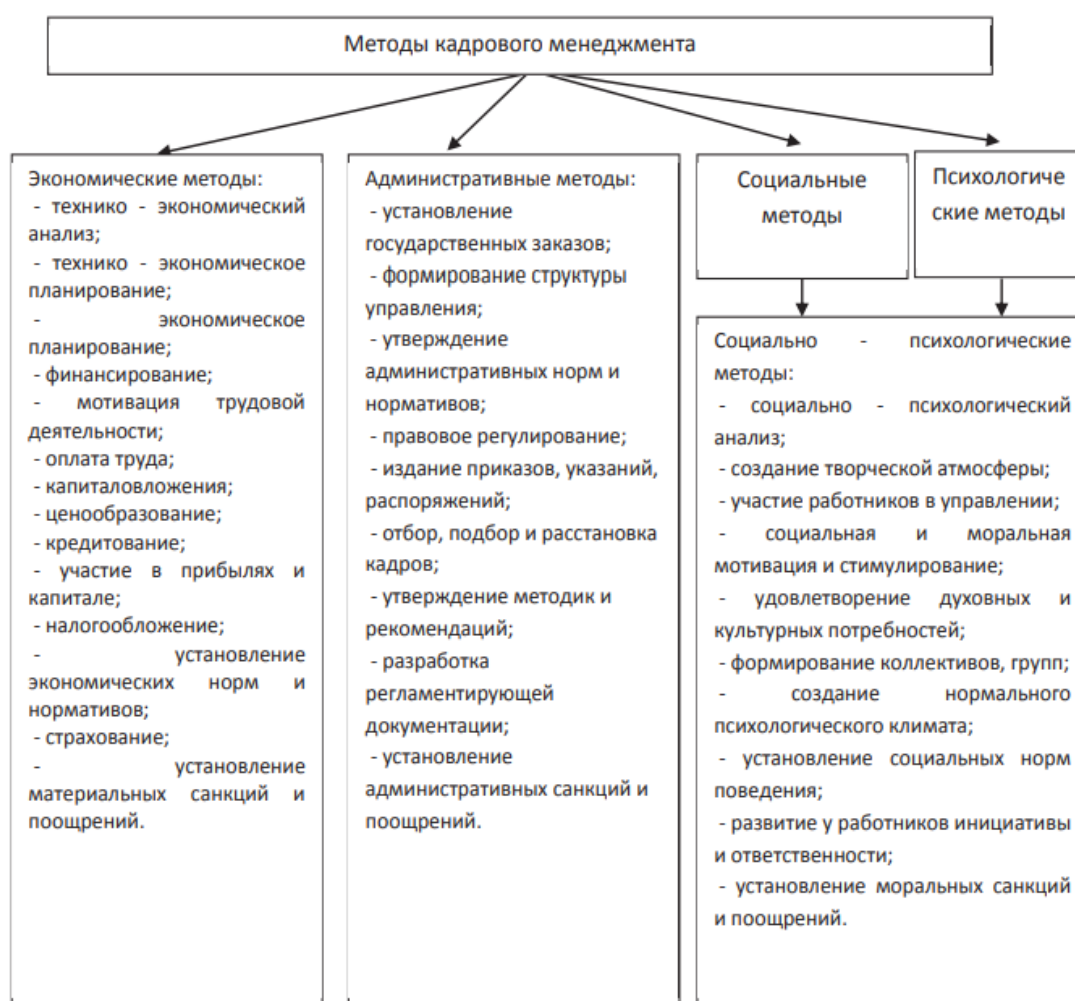 Методы кадрового менеджмента
Экономические методы:
- технико - экономический
анализ;
- технико - экономическое
планирование;
- экономическое
планирование;
- финансирование;
- мотивация трудовой
деятельности;
- оплата труда;
- капиталовложения;
- ценообразование;
- кредитование;
- участие в прибылях и
капитале;
- налогообложение;
- установление
экономических норм и
нормативов;
- страхование;
- установление
материальных санкций и
поощрений.
Административные методы:
- установление
государственных заказов;
- формирование структуры
управления;
- утверждение
административных норм и
нормативов;
- правовое регулирование;
- издание приказов, указаний,
распоряжений;
- отбор, подбор и расстановка
кадров;
- утверждение методик и
рекомендаций;
- разработка
регламентирующей
документации;
- установление
административных санкций и
поощрений.
Социальные
методы
Психологиче
ские методы
Социально - психологические
методы:
- социально - психологический
анализ;
- создание творческой атмосферы;
- участие работников в управлении;
- социальная и моральная
мотивация и стимулирование;
- удовлетворение духовных и
культурных потребностей;
- формирование коллективов, групп;
- создание нормального
психологического климата;
- установление социальных норм
поведения;
- развитие у работников инициативы
и ответственности;
- установление моральных санкций
и поощрений.